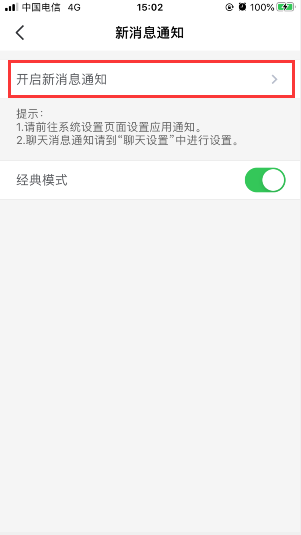 中国电信 4G 15:02 100%
新消息通知
开启新消息通知
提示：
1.请前往系统设置页面设置应用通知。
2.聊天消息通知请到“聊天设置”中进行设置。
经典模式